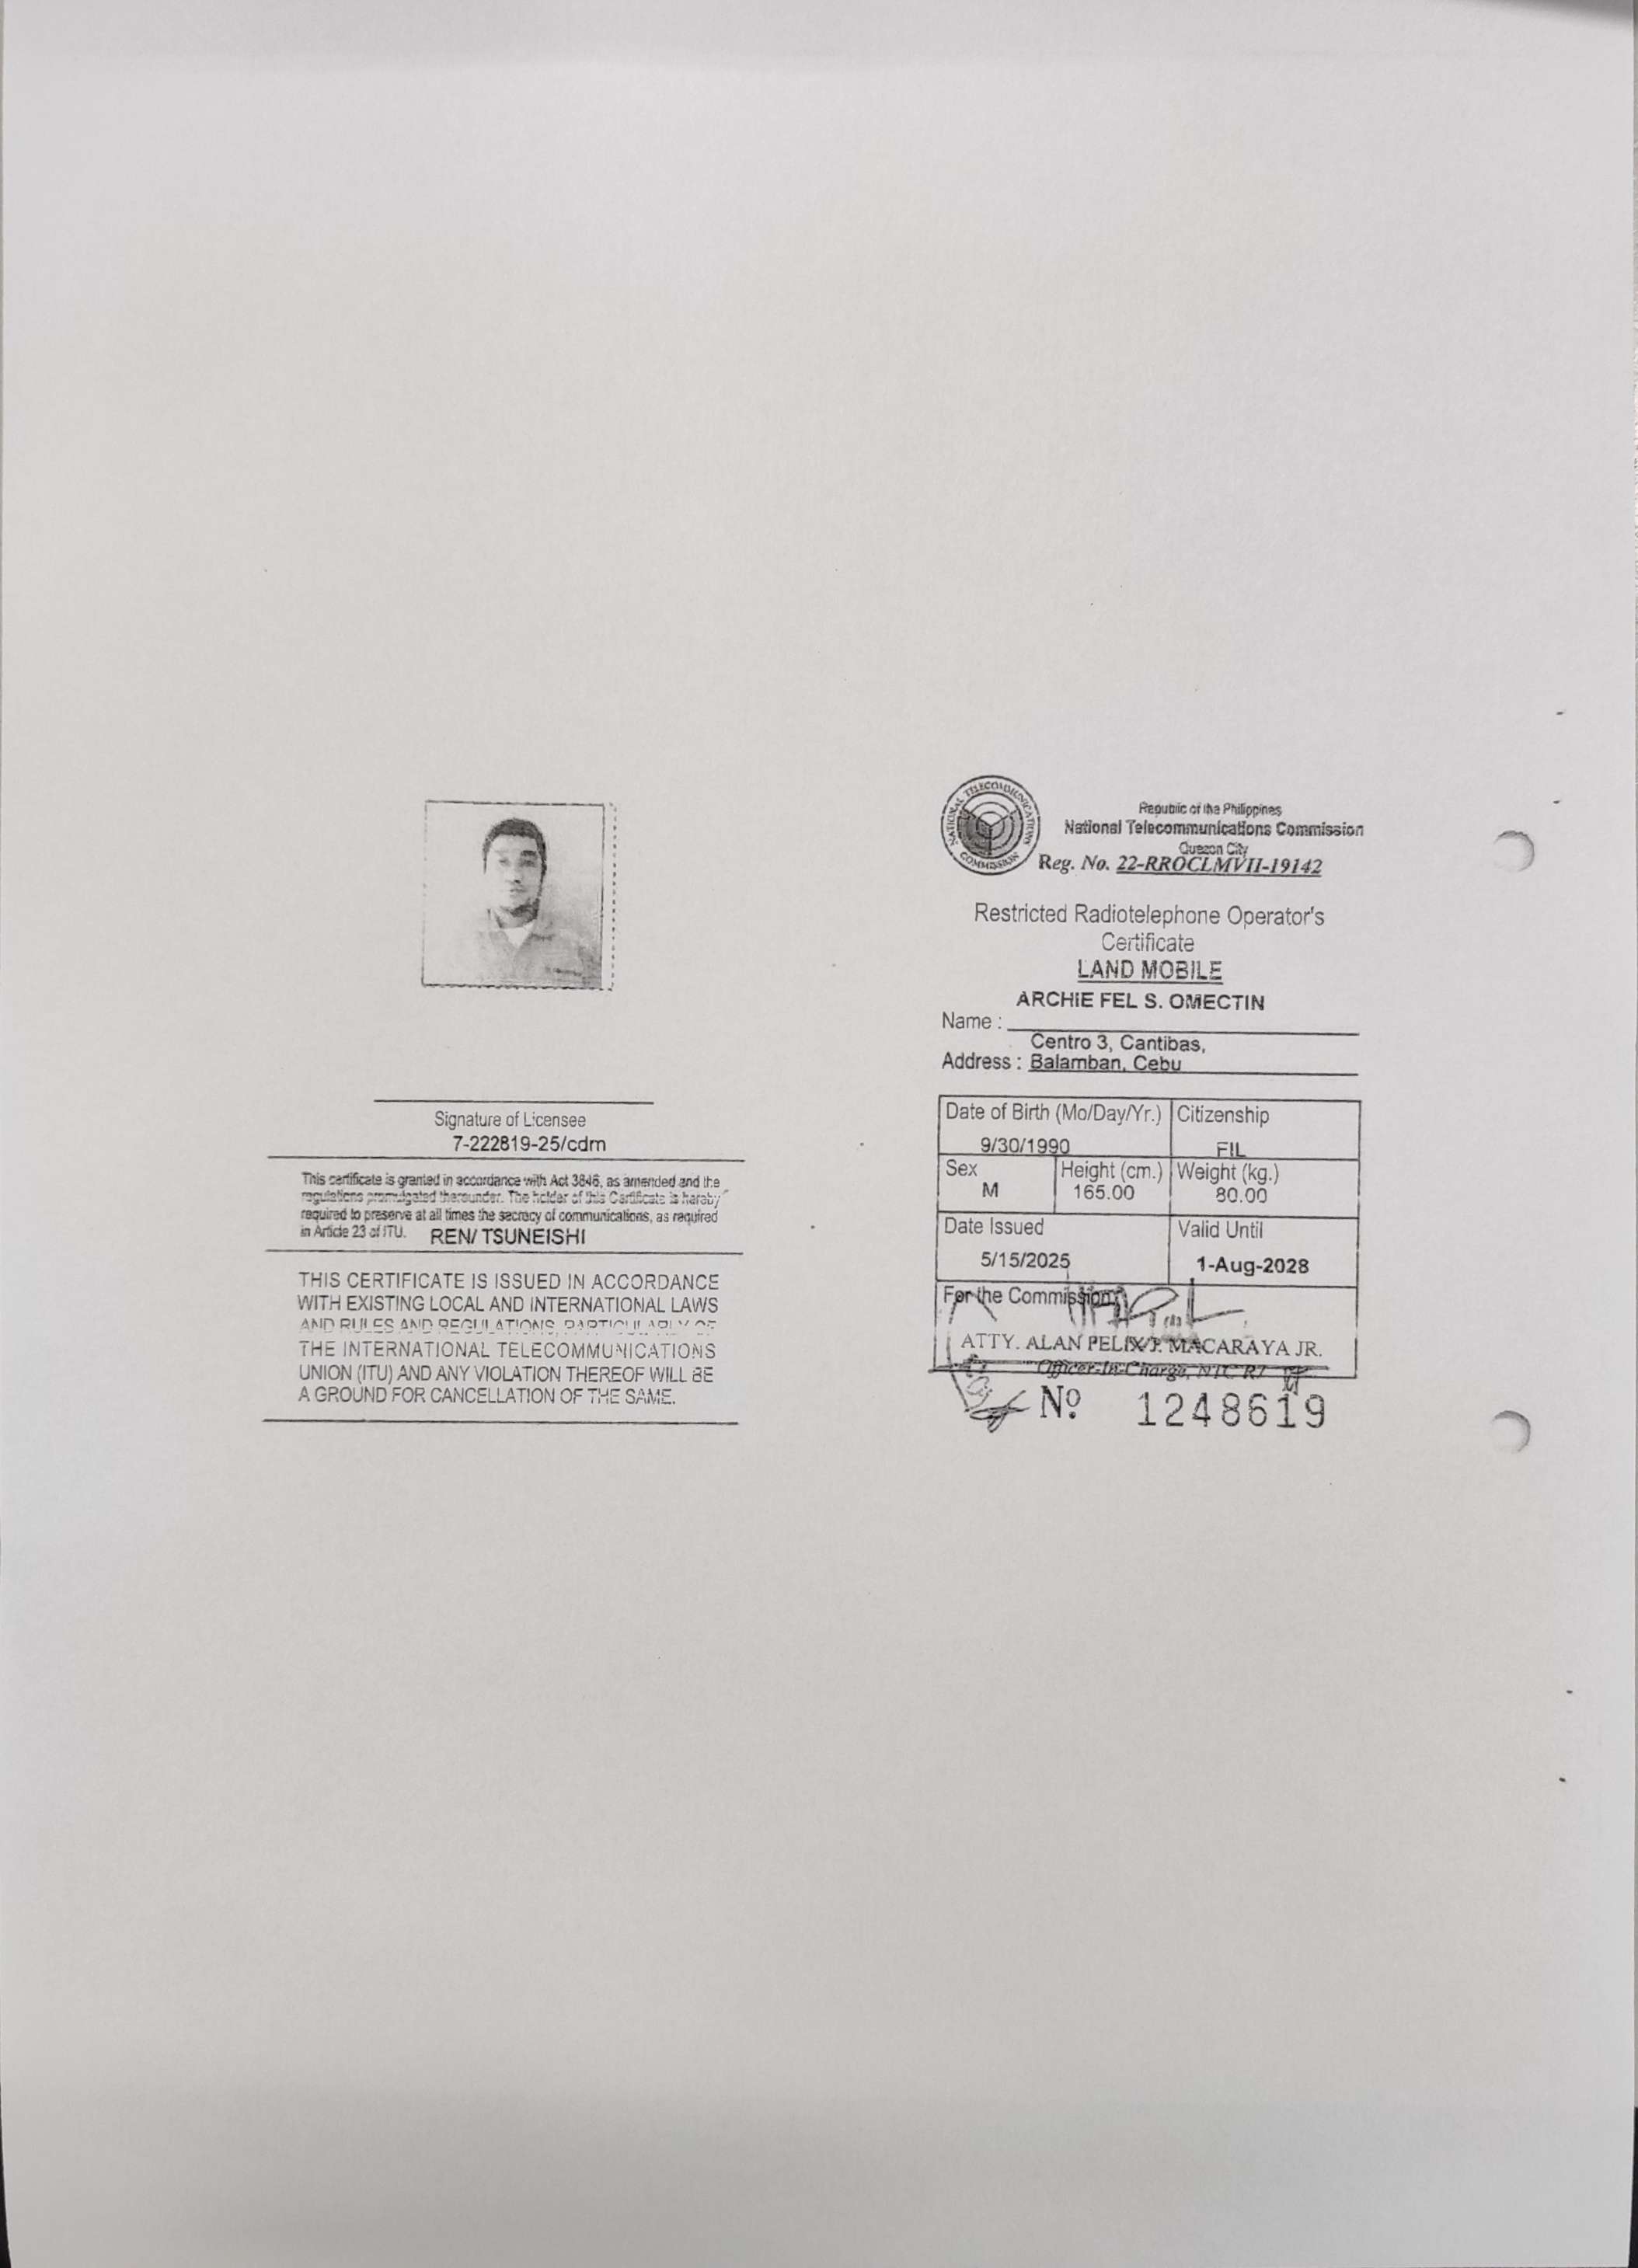 Signature of Licensee
7-222819-25/cdm
This certificate is granted in accordance with Act 3846, as amended and the
regulations promulgated thereunder. The holder of this Certificate is hereby
required to preserve at all times the secrecy of communications, as required
in Article 23 of ITU. REN/ TSUNEISHI
THIS CERTIFICATE IS ISSUED IN ACCORDANCE
WITH EXISTING LOCAL AND INTERNATIONAL LAWS
AND RULES AND REGULATIONS, PARTICULARLY OF
THE INTERNATIONAL TELECOMMUNICATIONS
UNION (ITU) AND ANY VIOLATION THEREOF WILL BE
A GROUND FOR CANCELLATION OF THE SAME.
NATIONAL TELECOMMUNICATIONS COMMISSION
Republic of the Philippines
National Telecommunications Commission
Quezon City
Reg. No. 22-RROCLMVII-19142
Restricted Radiotelephone Operator's
Certificate
LAND MOBILE
ARCHIE FEL S. OMECTIN
Name :
Centro 3, Cantibas,
Address : Balamban, Cebu
Date of Birth (Mo/Day/Yr.) Citizenship
9/30/1990 FIL
Sex Height (cm.) Weight (kg.)
M 165.00 80.00
Date Issued Valid Until
5/15/2025 1-Aug-2028
For the Commission:
ATTY. ALAN FELIX P. MACARAYA JR.
Officer-In-Charge, NTC R7
No. 1248619